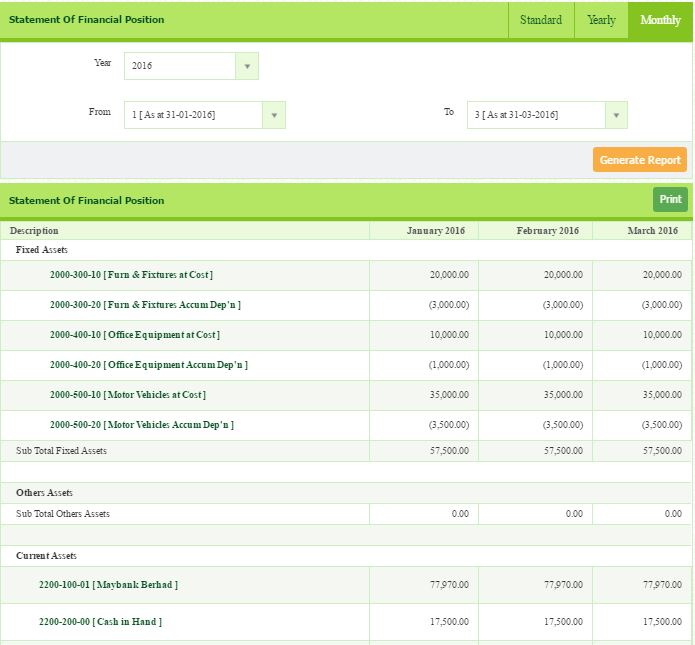 Statement Of Financial Position Standard Yearly Monthly
Year 2016
From 1 [ As at 31-01-2016] To 3 [ As at 31-03-2016]
Generate Report
Statement Of Financial Position Print
Description January 2016 February 2016 March 2016
Fixed Assets
2000-300-10 [ Furn & Fixtures at Cost ] 20,000.00 20,000.00 20,000.00
2000-300-20 [ Furn & Fixtures Accum Dep'n ] (3,000.00) (3,000.00) (3,000.00)
2000-400-10 [ Office Equipment at Cost ] 10,000.00 10,000.00 10,000.00
2000-400-20 [ Office Equipment Accum Dep'n ] (1,000.00) (1,000.00) (1,000.00)
2000-500-10 [ Motor Vehicles at Cost ] 35,000.00 35,000.00 35,000.00
2000-500-20 [ Motor Vehicles Accum Dep'n ] (3,500.00) (3,500.00) (3,500.00)
Sub Total Fixed Assets 57,500.00 57,500.00 57,500.00
Others Assets
Sub Total Others Assets 0.00 0.00 0.00
Current Assets
2200-100-01 [ Maybank Berhad ] 77,970.00 77,970.00 77,970.00
2200-200-00 [ Cash in Hand ] 17,500.00 17,500.00 17,500.00